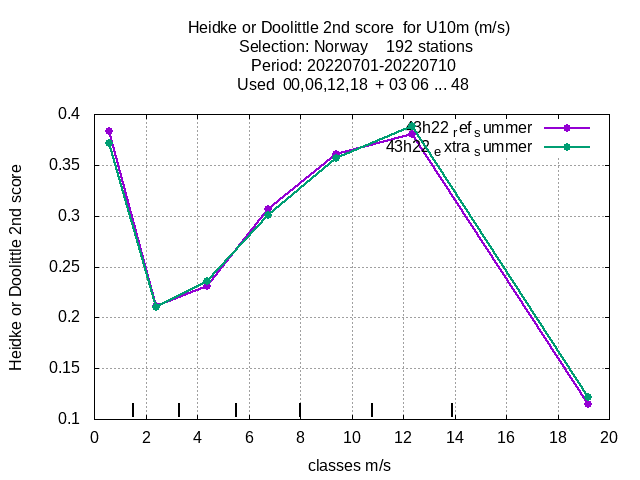 Heidke or Doolittle 2nd score  for U10m (m/s)
Selection: Norway    192 stations
Period: 20220701-20220710
Used  00,06,12,18  + 03 06 ... 48
0.4
0.35
0.3
0.25
0.2
0.15
0.1
Heidke or Doolittle 2nd score
43h22 ref summer
43h22 extra summer
0 2 4 6 8 10 12 14 16 18 20
classes m/s